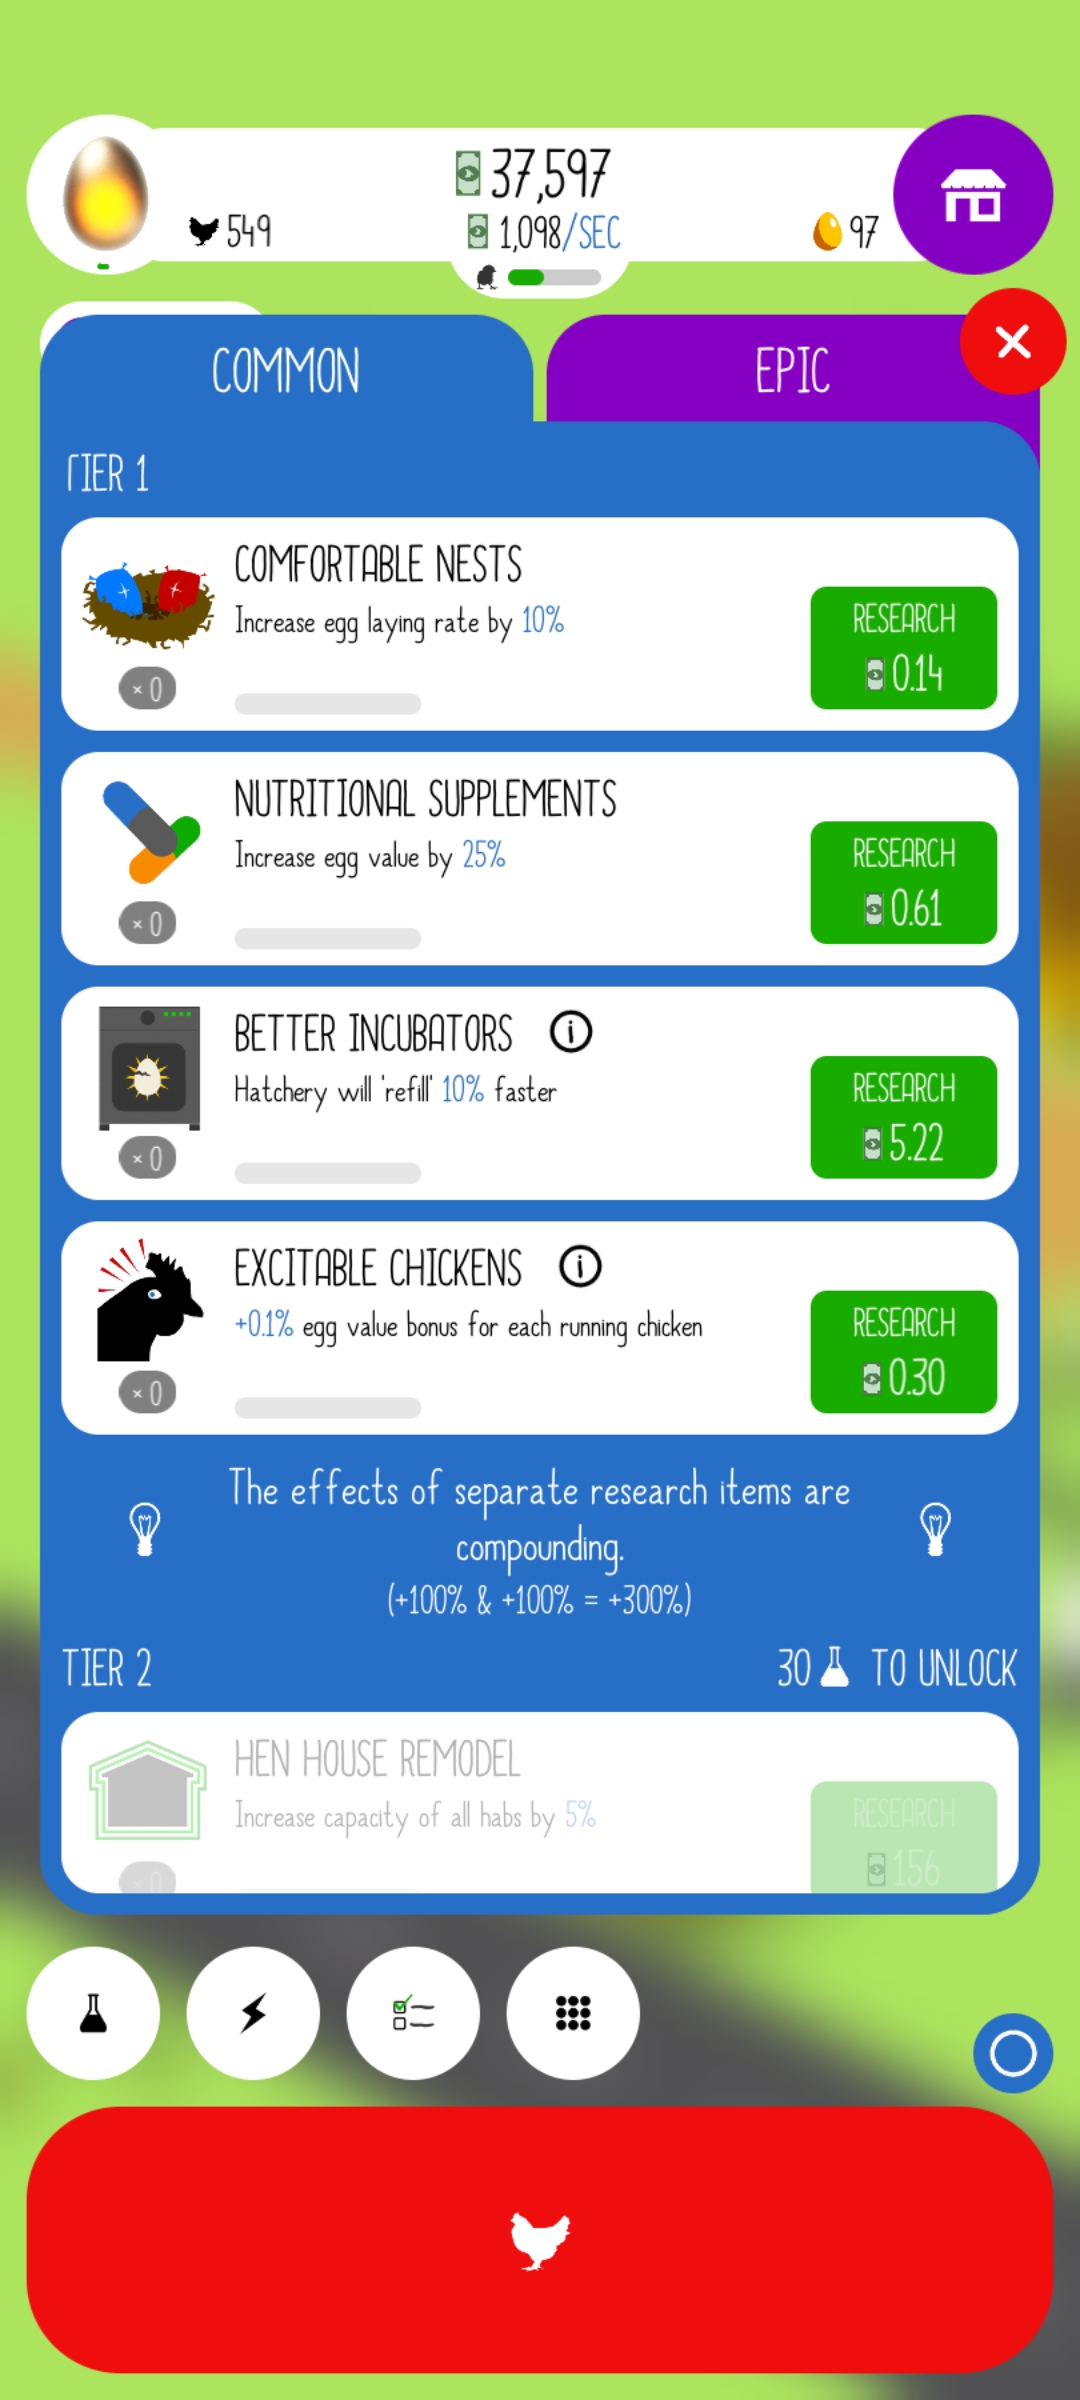 37,597
549
1,098/SEC
97
COMMON
EPIC
TIER 1
COMFORTABLE NESTS
Increase egg laying rate by 10%
RESEARCH
0.14
× 0
NUTRITIONAL SUPPLEMENTS
Increase egg value by 25%
RESEARCH
0.61
× 0
BETTER INCUBATORS
Hatchery will 'refill' 10% faster
RESEARCH
5.22
× 0
EXCITABLE CHICKENS
+0.1% egg value bonus for each running chicken
RESEARCH
0.30
× 0
The effects of separate research items are
compounding.
(+100% & +100% = +300%)
TIER 2
30 TO UNLOCK
HEN HOUSE REMODEL
Increase capacity of all habs by 5%
RESEARCH
156
× 0